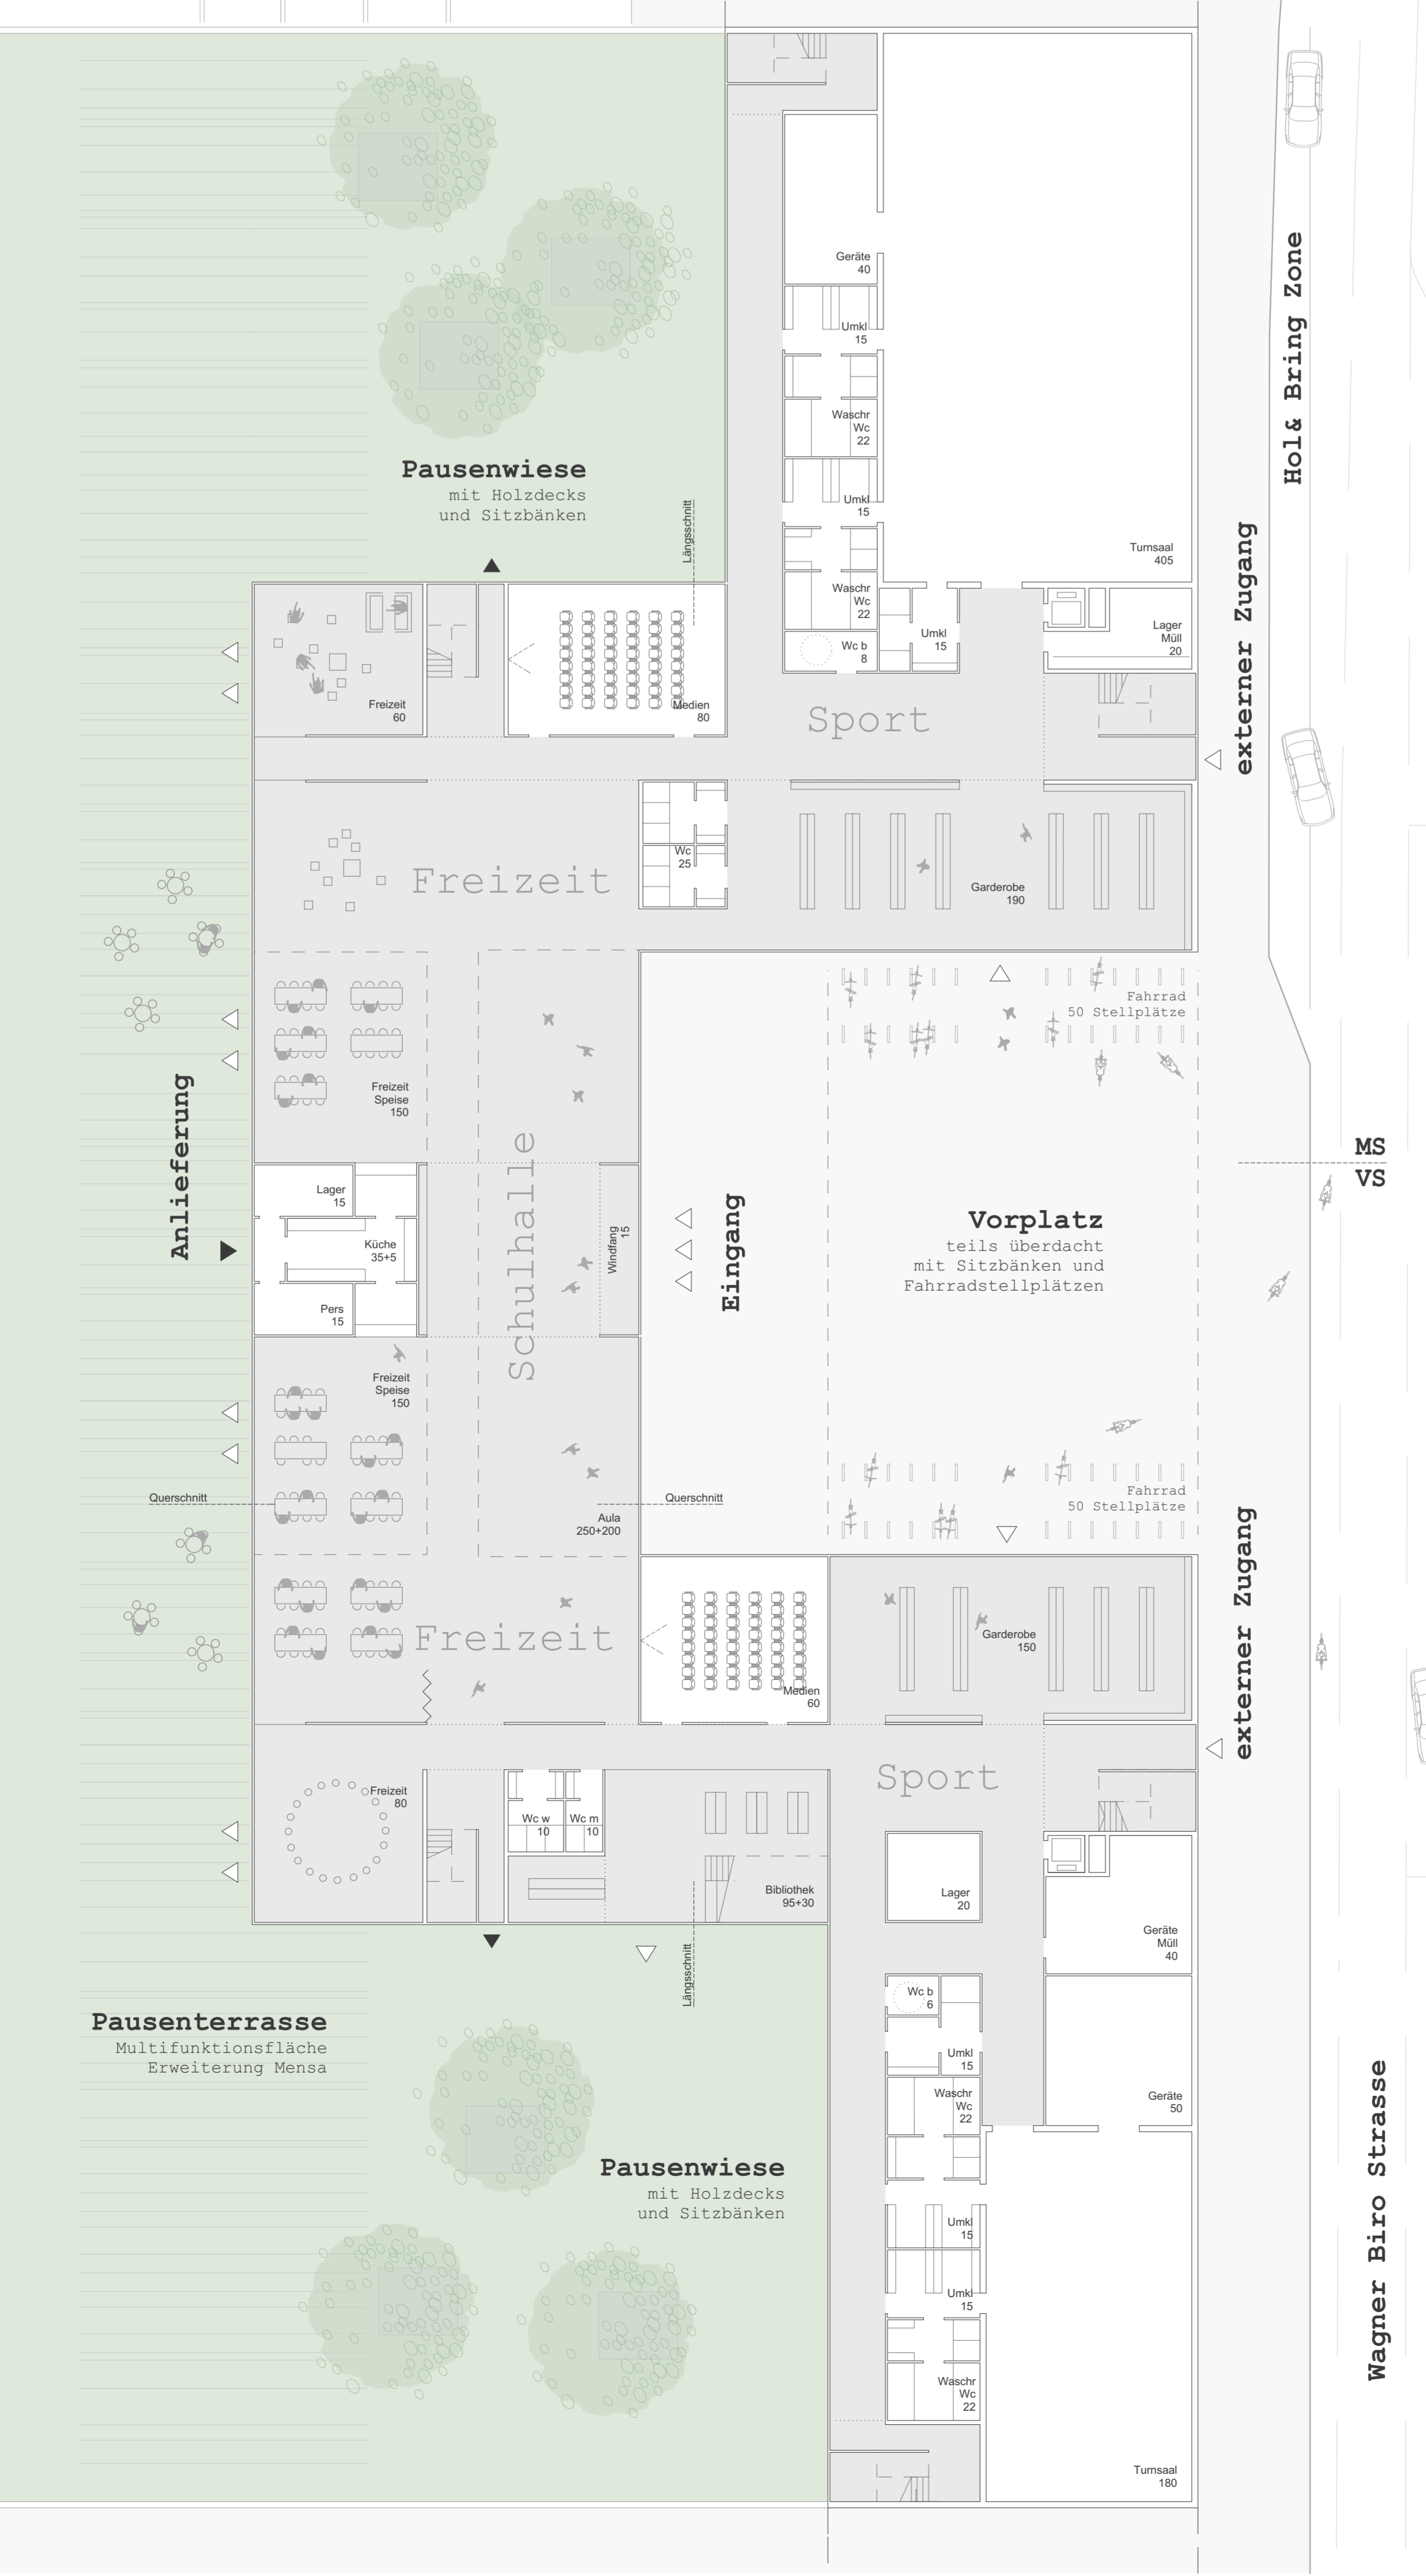 Geräte
40
Hol& Bring Zone
Umkl
15
Waschr
Wc
22
Pausenwiese
mit Holzdecks
und Sitzbänken
Längsschnitt
Umkl
15
Turnsaal
405
externer Zugang
Waschr
Wc
22
Umkl
15
Lager
Müll
20
Wc b
8
Freizeit
60
Medien
80
Sport
Wc
25
Freizeit
Garderobe
190
Fahrrad
50 Stellplätze
Freizeit
Speise
150
Anlieferung
MS
VS
Lager
15
Küche
35+5
Pers
15
Schulhalle
Windfang
15
Eingang
Vorplatz
teils überdacht
mit Sitzbänken und
Fahrradstellplätzen
Freizeit
Speise
150
Querschnitt
Querschnitt
Aula
250+200
Fahrrad
50 Stellplätze
externer Zugang
Freizeit
Garderobe
150
Medien
60
Sport
Freizeit
80
Wc w
10
Wc m
10
Bibliothek
95+30
Lager
20
Geräte
Müll
40
Längsschnitt
Wc b
6
Pausenterrasse
Multifunktionsfläche
Erweiterung Mensa
Umkl
15
Waschr
Wc
22
Geräte
50
Wagner Biro Strasse
Pausenwiese
mit Holzdecks
und Sitzbänken
Umkl
15
Umkl
15
Waschr
Wc
22
Turnsaal
180